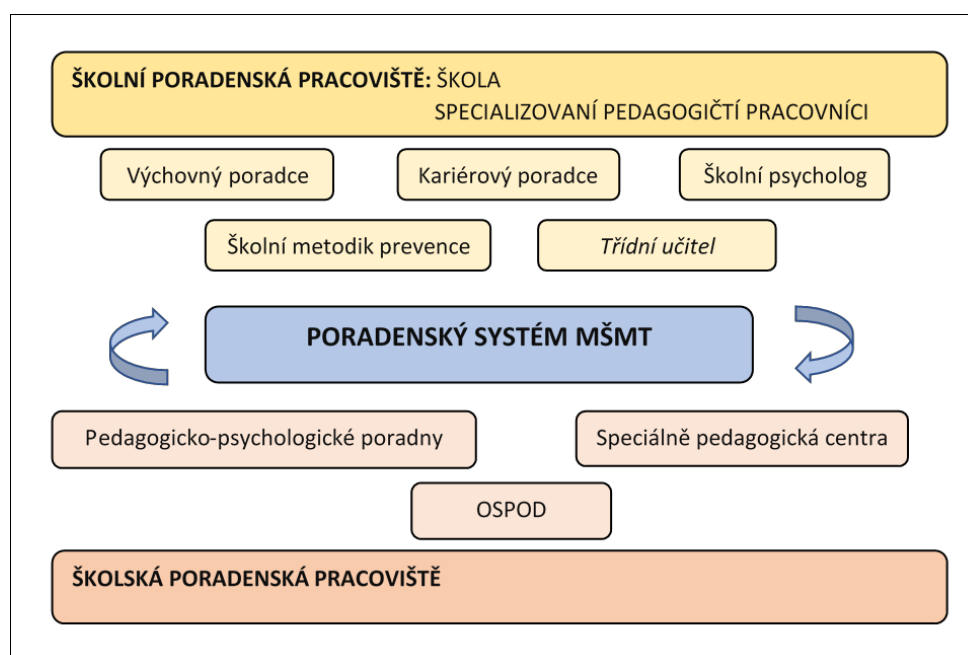 ŠKOLNÍ PORADENSKÁ PRACOVIŠTĚ: ŠKOLA
SPECIALIZOVANÍ PEDAGOGIČTÍ PRACOVNÍCI
Výchovný poradce
Kariérový poradce
Školní psycholog
Školní metodik prevence
Třídní učitel
PORADENSKÝ SYSTÉM MŠMT
Pedagogicko-psychologické poradny
Speciálně pedagogická centra
OSPOD
ŠKOLSKÁ PORADENSKÁ PRACOVIŠTĚ